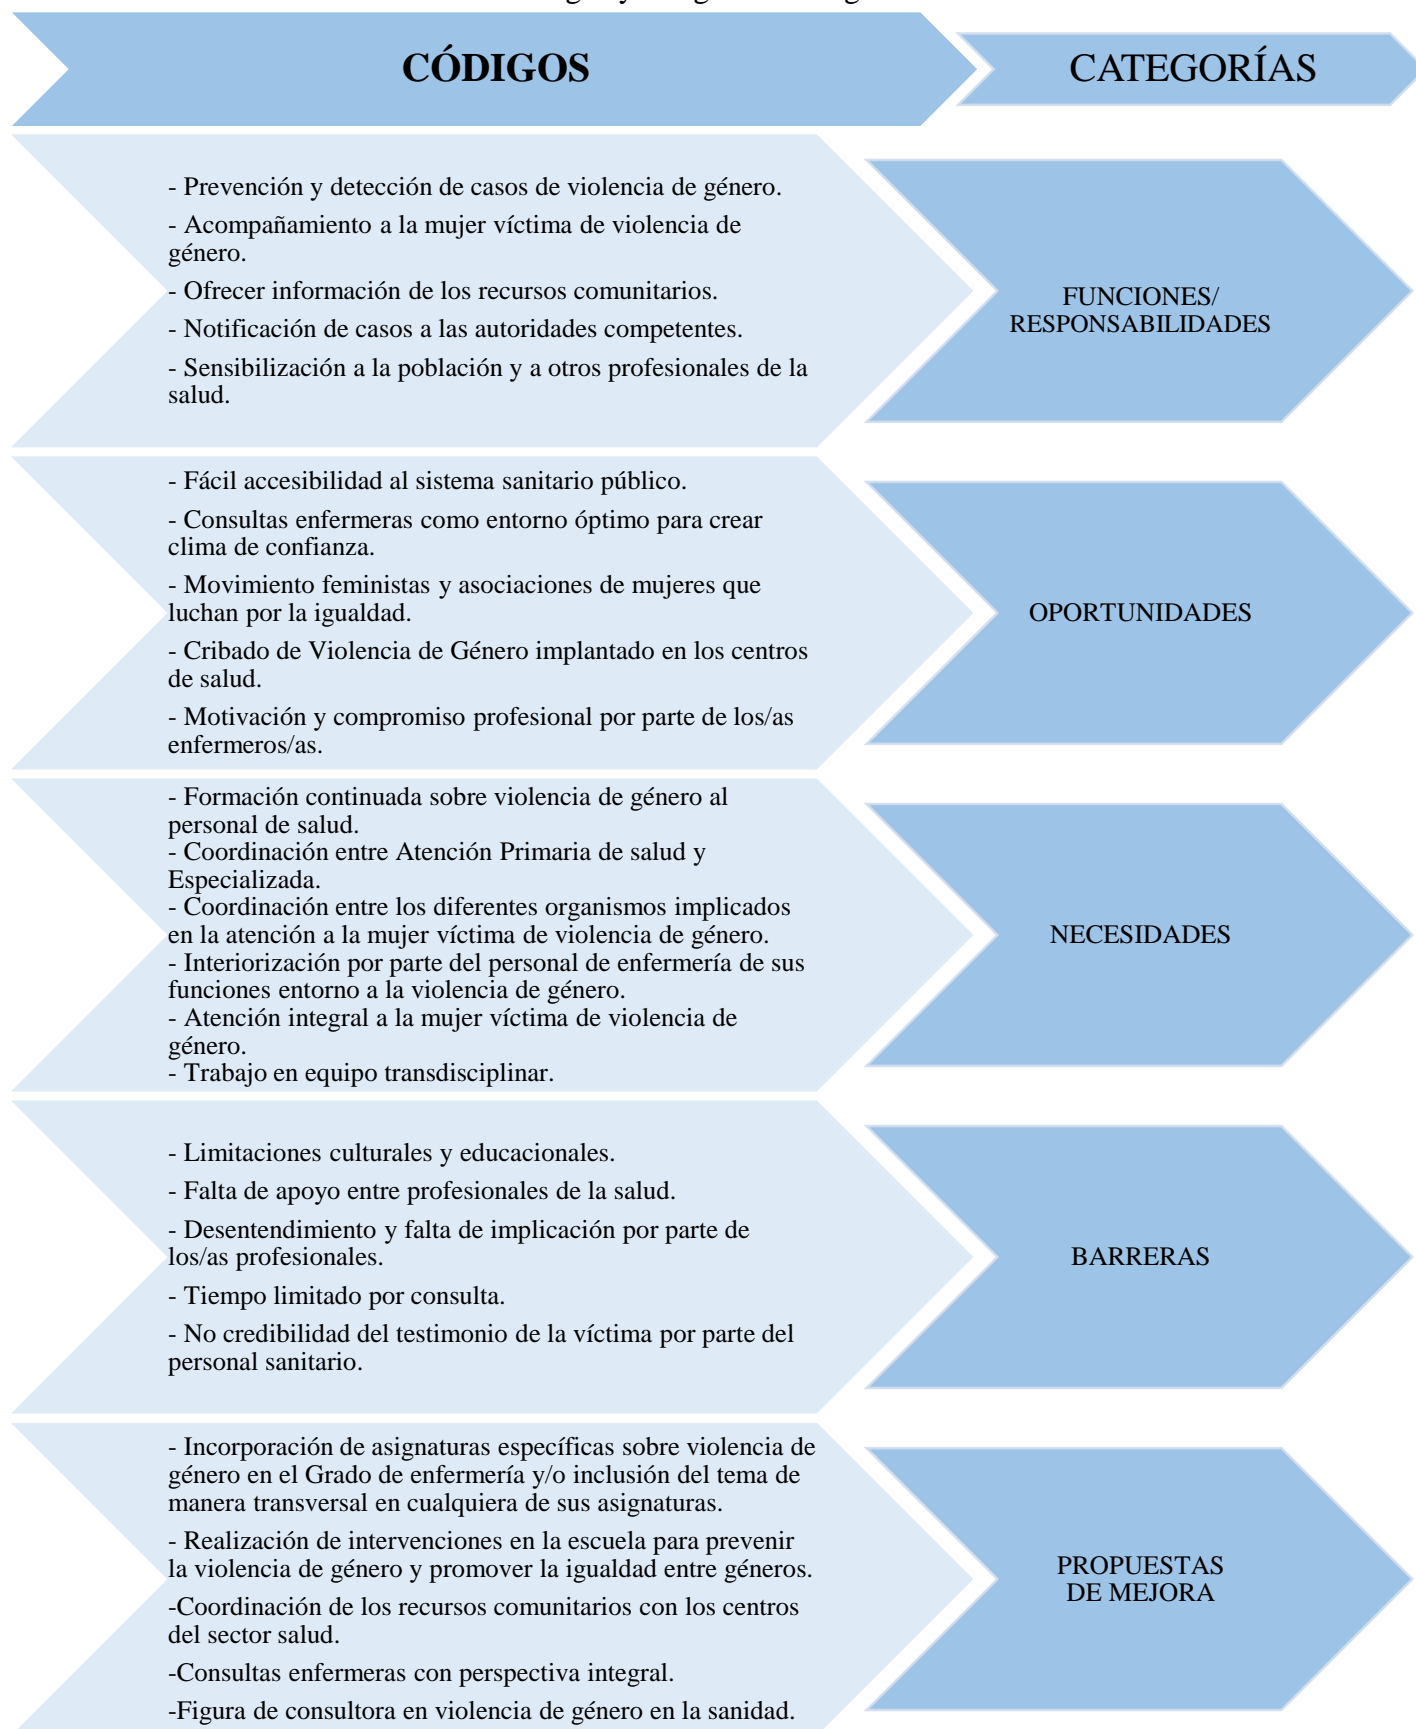 CÓDIGOS
CATEGORÍAS
- Prevención y detección de casos de violencia de género.
- Acompañamiento a la mujer víctima de violencia de
género.
- Ofrecer información de los recursos comunitarios.
- Notificación de casos a las autoridades competentes.
- Sensibilización a la población y a otros profesionales de la
salud.
FUNCIONES/
RESPONSABILIDADES
- Fácil accesibilidad al sistema sanitario público.
- Consultas enfermeras como entorno óptimo para crear
clima de confianza.
- Movimiento feministas y asociaciones de mujeres que
luchan por la igualdad.
- Cribado de Violencia de Género implantado en los centros
de salud.
- Motivación y compromiso profesional por parte de los/as
enfermeros/as.
OPORTUNIDADES
- Formación continuada sobre violencia de género al
personal de salud.
- Coordinación entre Atención Primaria de salud y
Especializada.
- Coordinación entre los diferentes organismos implicados
en la atención a la mujer víctima de violencia de género.
- Interiorización por parte del personal de enfermería de sus
funciones entorno a la violencia de género.
- Atención integral a la mujer víctima de violencia de
género.
- Trabajo en equipo transdisciplinar.
NECESIDADES
- Limitaciones culturales y educacionales.
- Falta de apoyo entre profesionales de la salud.
- Desentendimiento y falta de implicación por parte de
los/as profesionales.
- Tiempo limitado por consulta.
- No credibilidad del testimonio de la víctima por parte del
personal sanitario.
BARRERAS
- Incorporación de asignaturas específicas sobre violencia de
género en el Grado de enfermería y/o inclusión del tema de
manera transversal en cualquiera de sus asignaturas.
- Realización de intervenciones en la escuela para prevenir
la violencia de género y promover la igualdad entre géneros.
-Coordinación de los recursos comunitarios con los centros
del sector salud.
-Consultas enfermeras con perspectiva integral.
-Figura de consultora en violencia de género en la sanidad.
PROPUESTAS
DE MEJORA